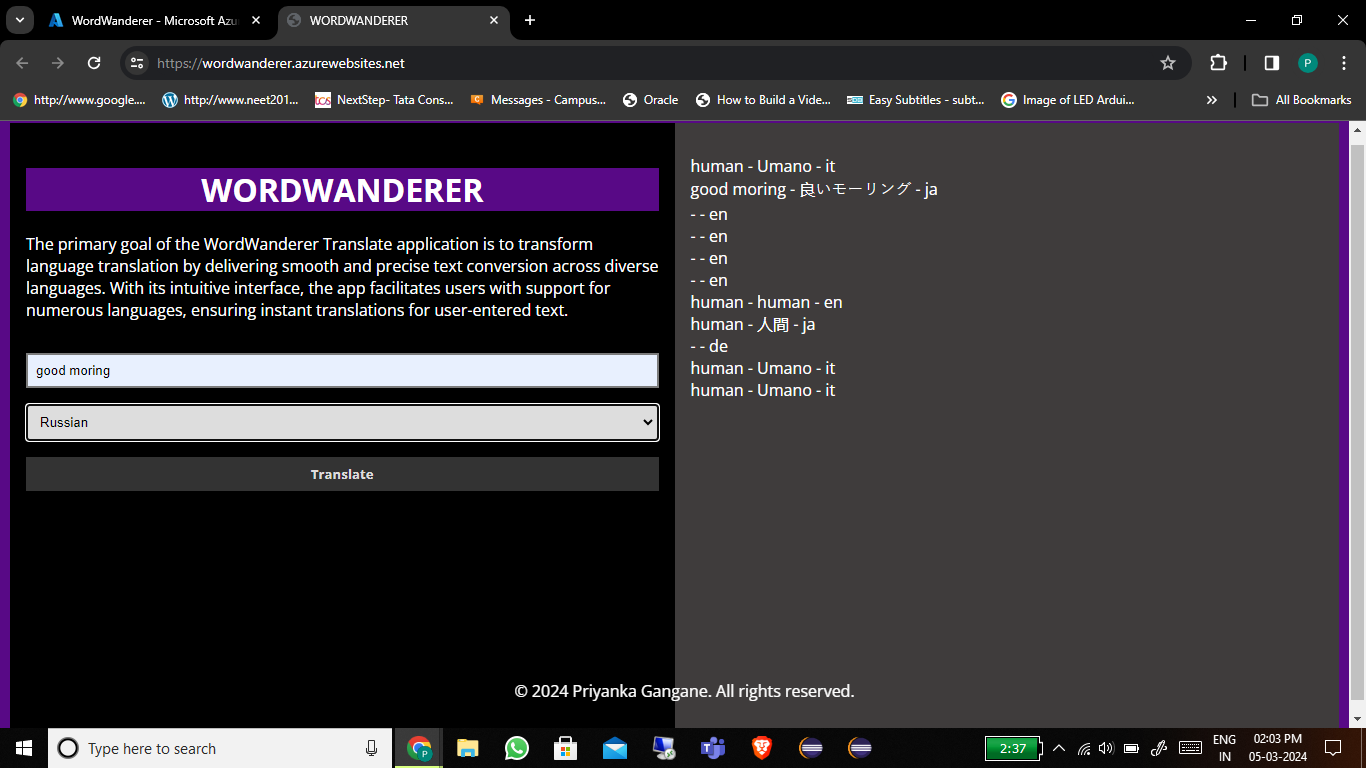 WordWanderer - Microsoft Azu
WORDWANDERER
https://wordwanderer.azurewebsites.net
P
http://www.google....
http://www.neet201...
tcs
NextStep- Tata Cons...
Messages - Campus...
Oracle
How to Build a Vide...
Easy Subtitles - subt...
Image of LED Ardui...
»
All Bookmarks
WORDWANDERER
The primary goal of the WordWanderer Translate application is to transform
language translation by delivering smooth and precise text conversion across diverse
languages. With its intuitive interface, the app facilitates users with support for
numerous languages, ensuring instant translations for user-entered text.
good moring
Russian
Translate
human - Umano - it
good moring - 良いモーリング - ja
- - en
- - en
- - en
- - en
human - human - en
human - 人間 - ja
- - de
human - Umano - it
human - Umano - it
© 2024 Priyanka Gangane. All rights reserved.
Type here to search
P
2:37
ENG
IN
02:03 PM
05-03-2024